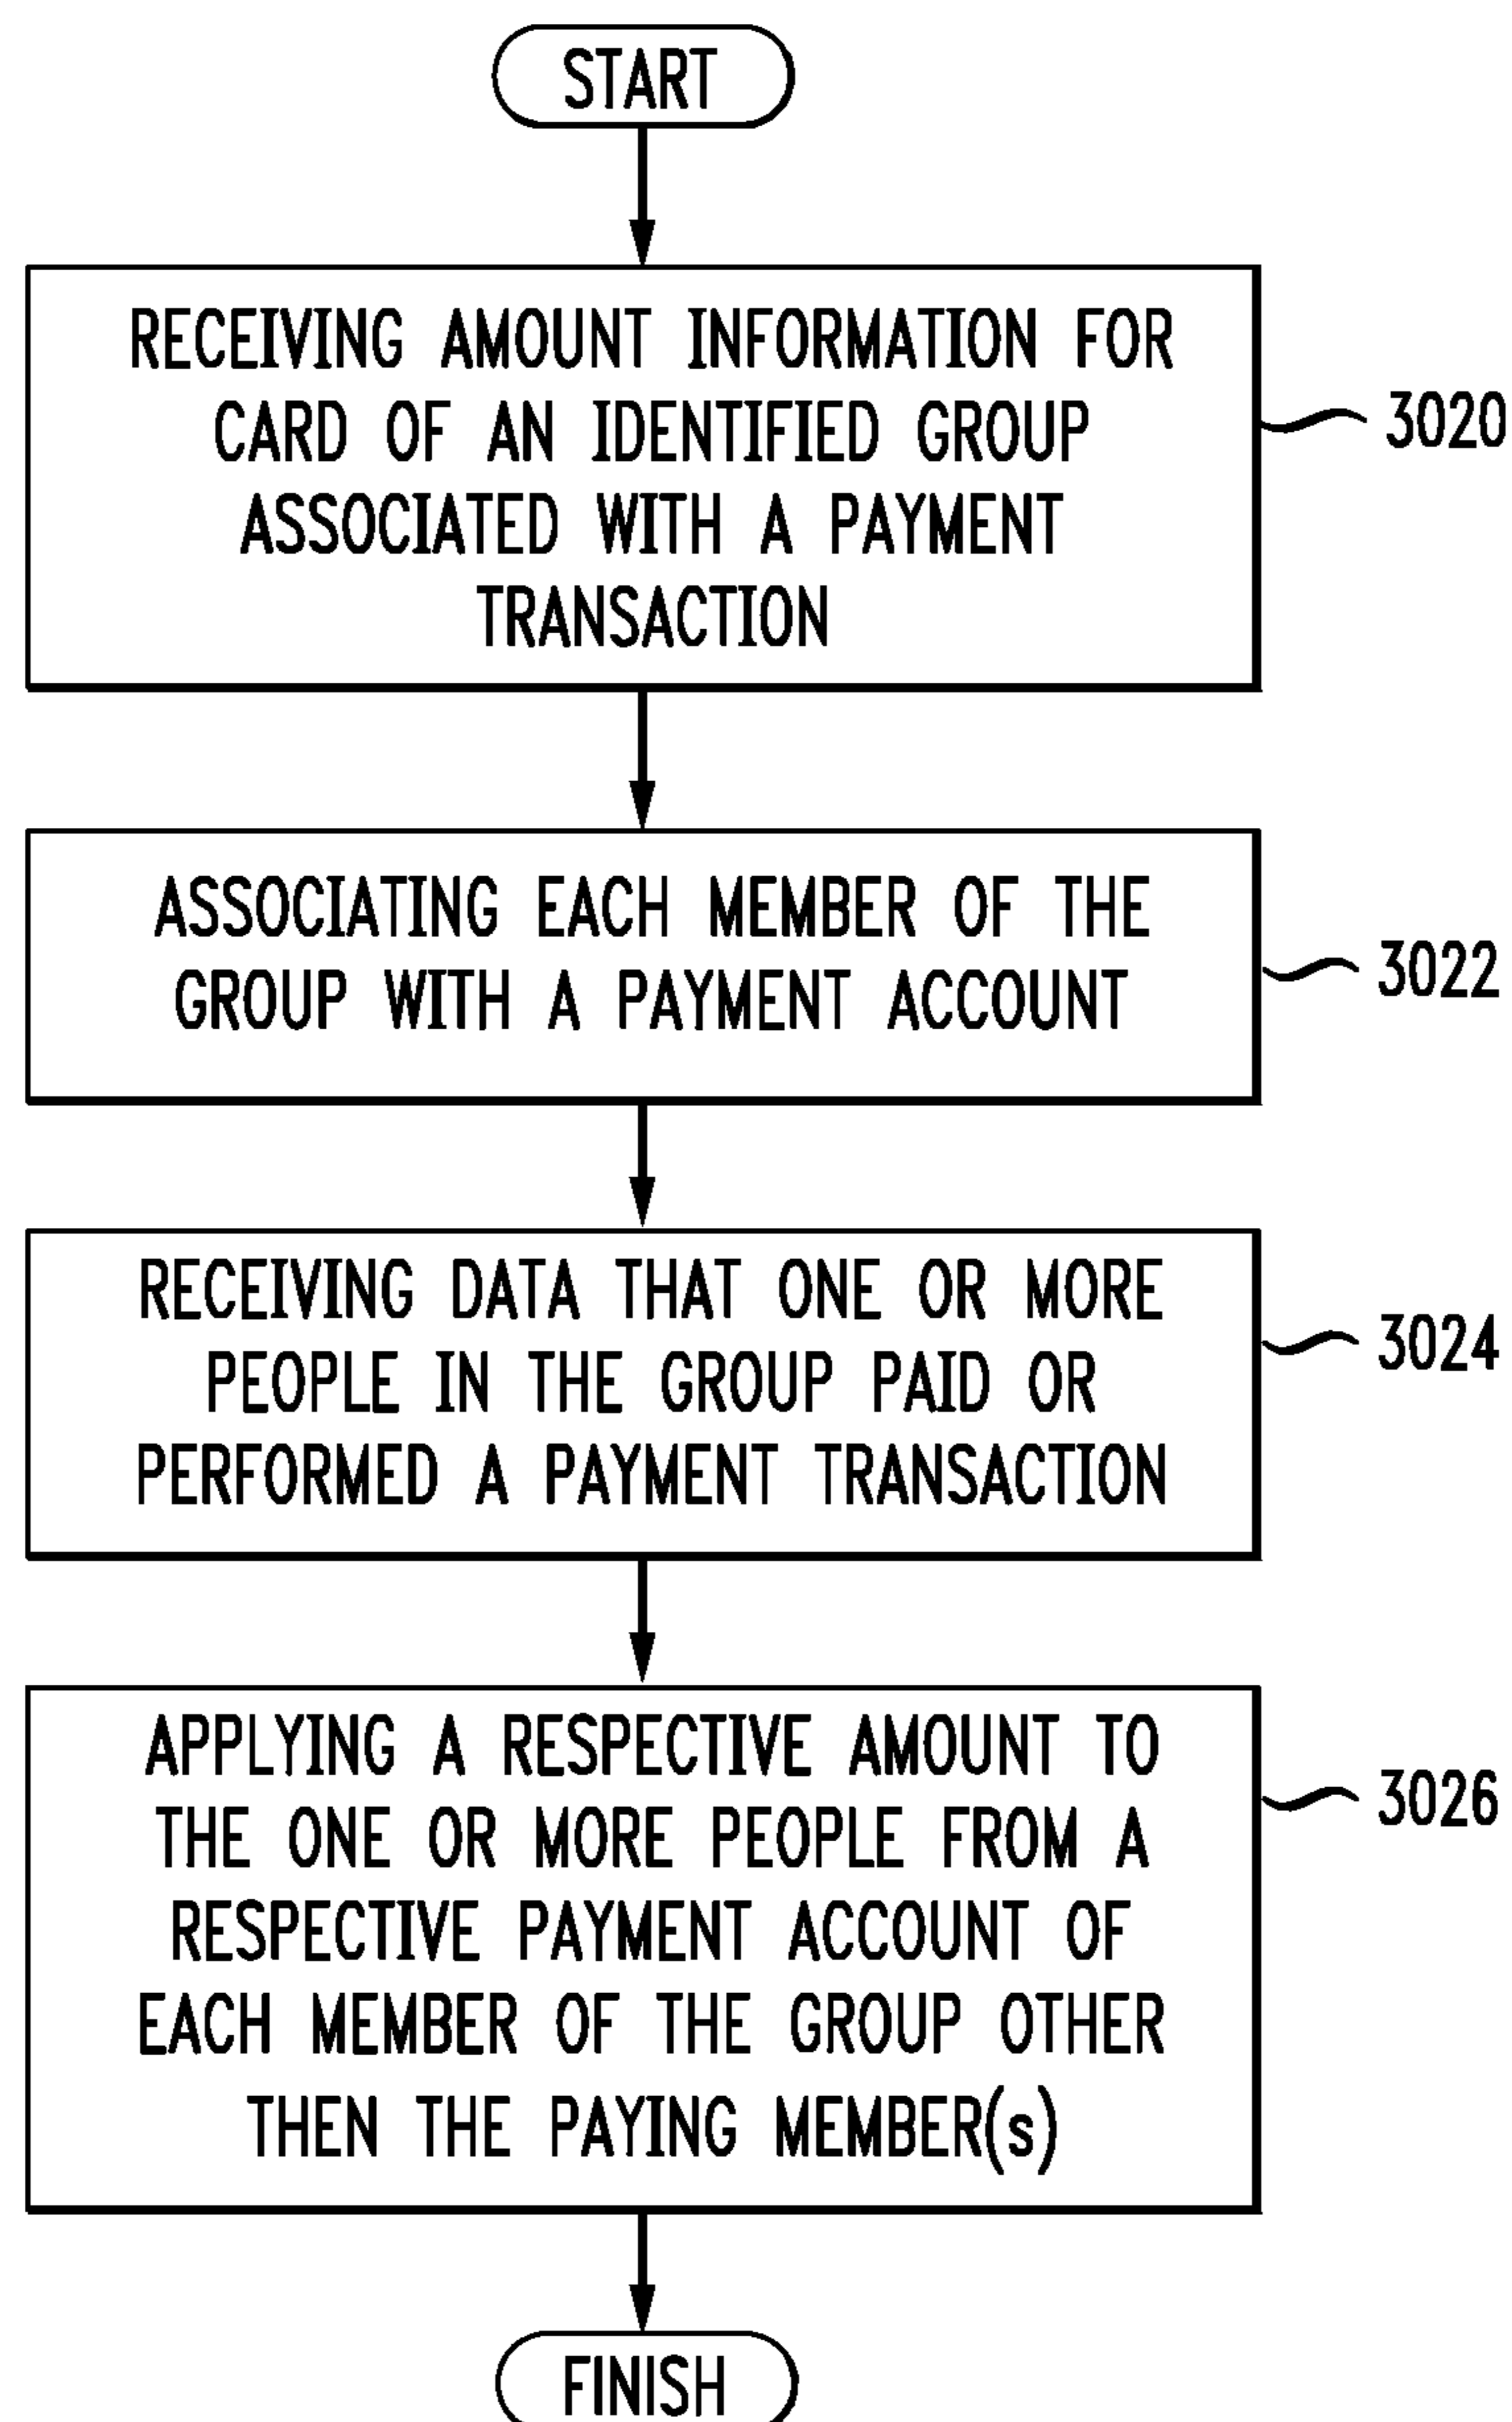 START
RECEIVING AMOUNT INFORMATION FOR
CARD OF AN IDENTIFIED GROUP
ASSOCIATED WITH A PAYMENT
TRANSACTION
3020
ASSOCIATING EACH MEMBER OF THE
GROUP WITH A PAYMENT ACCOUNT
3022
RECEIVING DATA THAT ONE OR MORE
PEOPLE IN THE GROUP PAID OR
PERFORMED A PAYMENT TRANSACTION
3024
APPLYING A RESPECTIVE AMOUNT TO
THE ONE OR MORE PEOPLE FROM A
RESPECTIVE PAYMENT ACCOUNT OF
EACH MEMBER OF THE GROUP OTHER
THEN THE PAYING MEMBER(s)
3026
FINISH